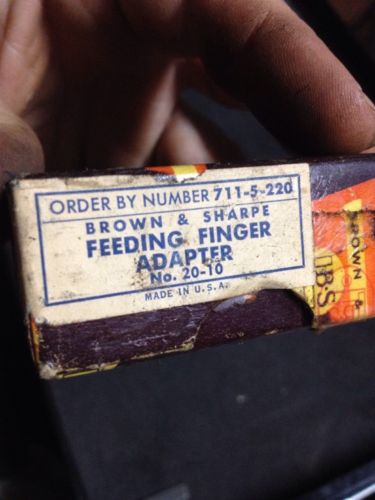 ORDER BY NUMBER 711-5-220
BROWN & SHARPE
FEEDING FINGER
ADAPTER
No. 20-10
MADE IN U.S.A.
BROWN &